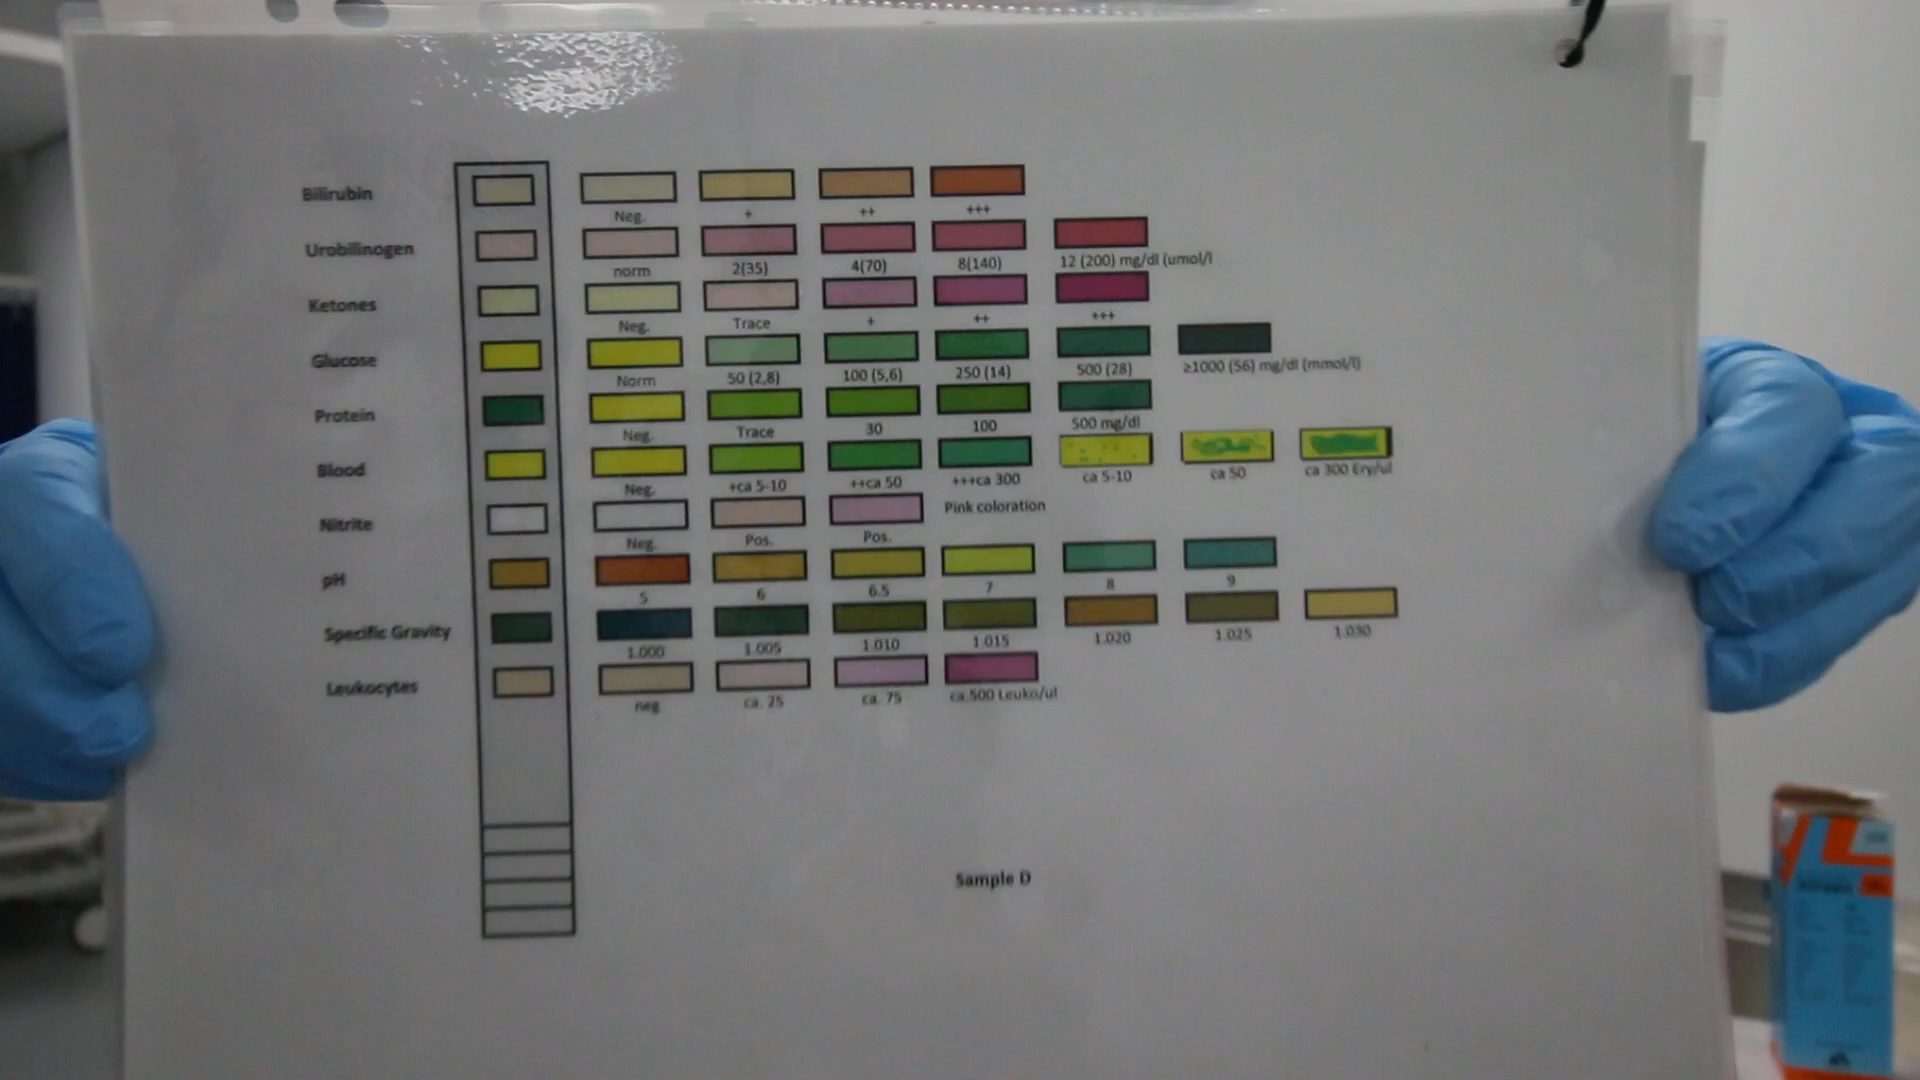 Bilirubin
Neg. + ++ +++
Urobilinogen
norm 2(35) 4(70) 8(140) 12 (200) mg/dl (umol/l
Ketones
Neg. Trace + ++ +++
Glucose
Norm 50 (2,8) 100 (5,6) 250 (14) 500 (28) ≥1000 (56) mg/dl (mmol/l)
Protein
Neg. Trace 30 100 500 mg/dl
Blood
Neg. +ca 5-10 ++ca 50 +++ca 300 ca 5-10 ca 50 ca 300 Ery/ul
Nitrite
Neg. Pos. Pos. Pink coloration
pH
5 6 6.5 7 8 9
Specific Gravity
1.000 1.005 1.010 1.015 1.020 1.025 1.030
Leukocytes
neg ca. 25 ca. 75 ca.500 Leuko/ul
Sample D